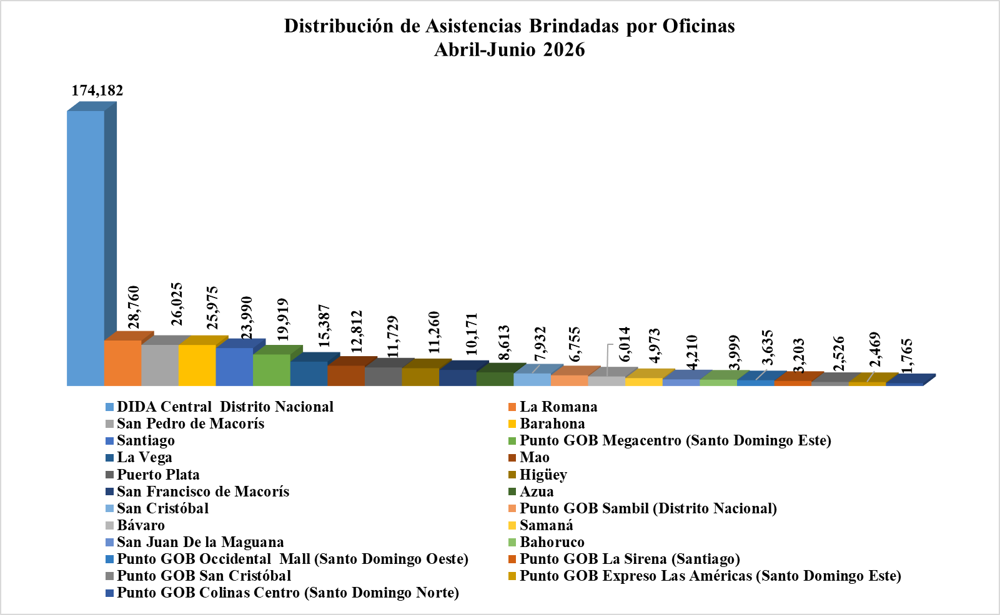 Distribución de Asistencias Brindadas por Oficinas
Abril-Junio 2026
174,182
28,760
26,025
25,975
23,990
19,919
15,387
12,812
11,729
11,260
10,171
8,613
7,932
6,755
6,014
4,973
4,210
3,999
3,635
3,203
2,526
2,469
1,765
DIDA Central  Distrito Nacional
La Romana
San Pedro de Macorís
Barahona
Santiago
Punto GOB Megacentro (Santo Domingo Este)
La Vega
Mao
Puerto Plata
Higüey
San Francisco de Macorís
Azua
San Cristóbal
Punto GOB Sambil (Distrito Nacional)
Bávaro
Samaná
San Juan De la Maguana
Bahoruco
Punto GOB Occidental  Mall (Santo Domingo Oeste)
Punto GOB La Sirena (Santiago)
Punto GOB San Cristóbal
Punto GOB Expreso Las Américas (Santo Domingo Este)
Punto GOB Colinas Centro (Santo Domingo Norte)